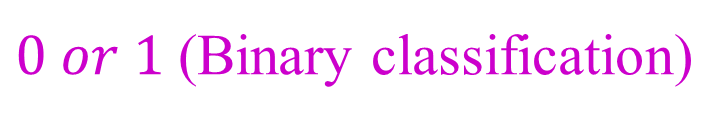 0 or 1 (Binary classification)